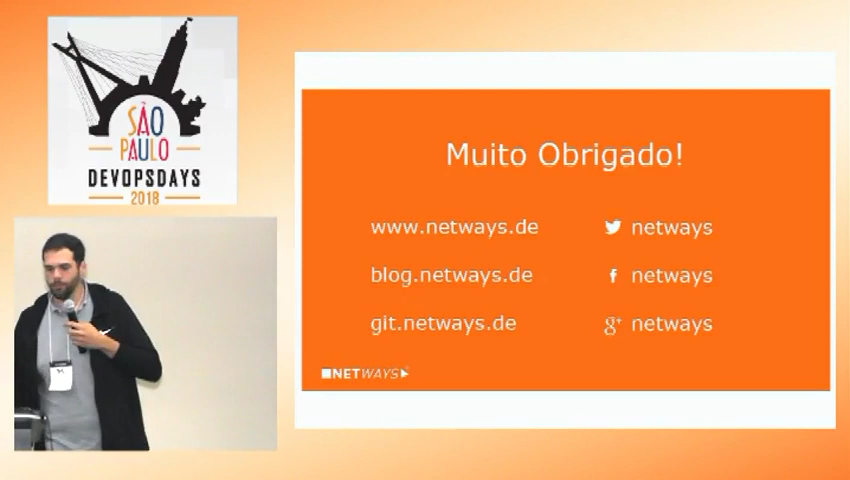 SÃO
PAULO
DEVOPSDAYS
2018
Muito Obrigado!
www.netways.de
netways
blog.netways.de
netways
git.netways.de
g+ netways
NETWAYS